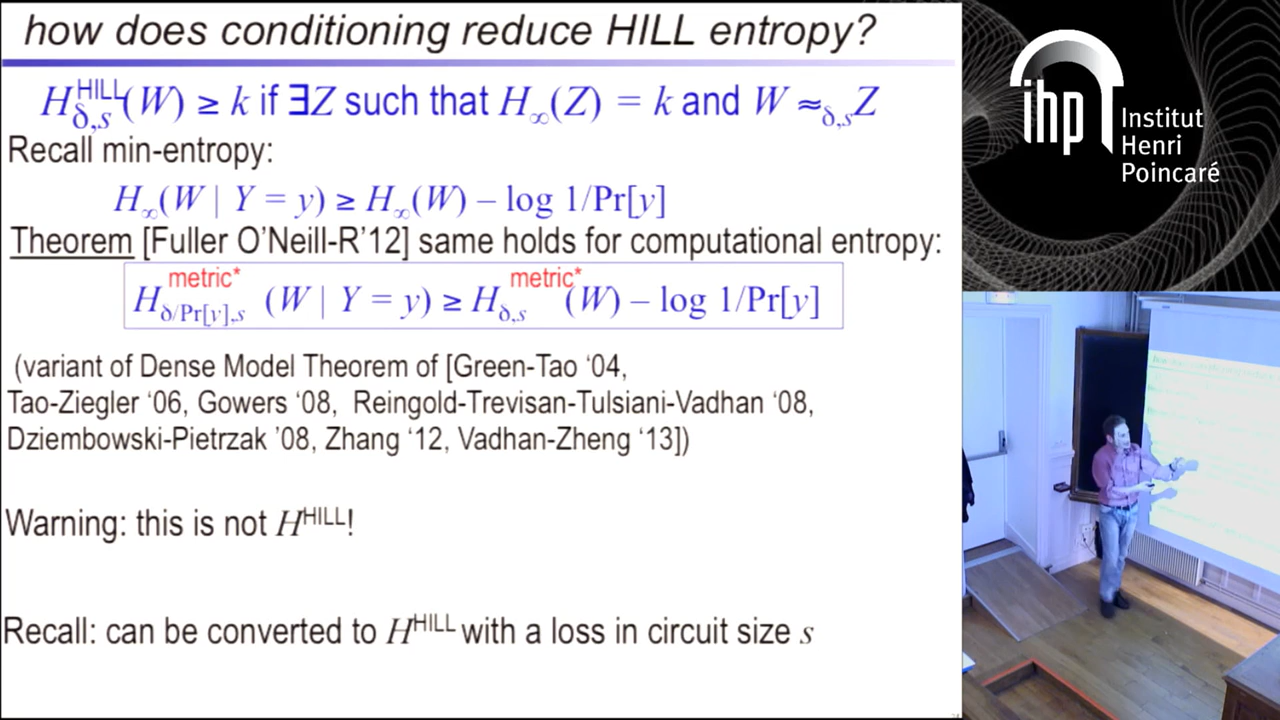 how does conditioning reduce HILL entropy?
H^HILL_δ,s(W) ≥ k if ∃Z such that H_∞(Z) = k and W ≈_δ,s Z
Recall min-entropy:
H_∞(W | Y = y) ≥ H_∞(W) – log 1/Pr[y]
Theorem [Fuller O'Neill-R'12] same holds for computational entropy:
H^metric*_δ/Pr[y],s (W | Y = y) ≥ H^metric*_δ,s (W) – log 1/Pr[y]
(variant of Dense Model Theorem of [Green-Tao '04,
Tao-Ziegler '06, Gowers '08, Reingold-Trevisan-Tulsiani-Vadhan '08,
Dziembowski-Pietrzak '08, Zhang '12, Vadhan-Zheng '13])
Warning: this is not H^HILL!
Recall: can be converted to H^HILL with a loss in circuit size s
ihp
Institut
Henri
Poincaré